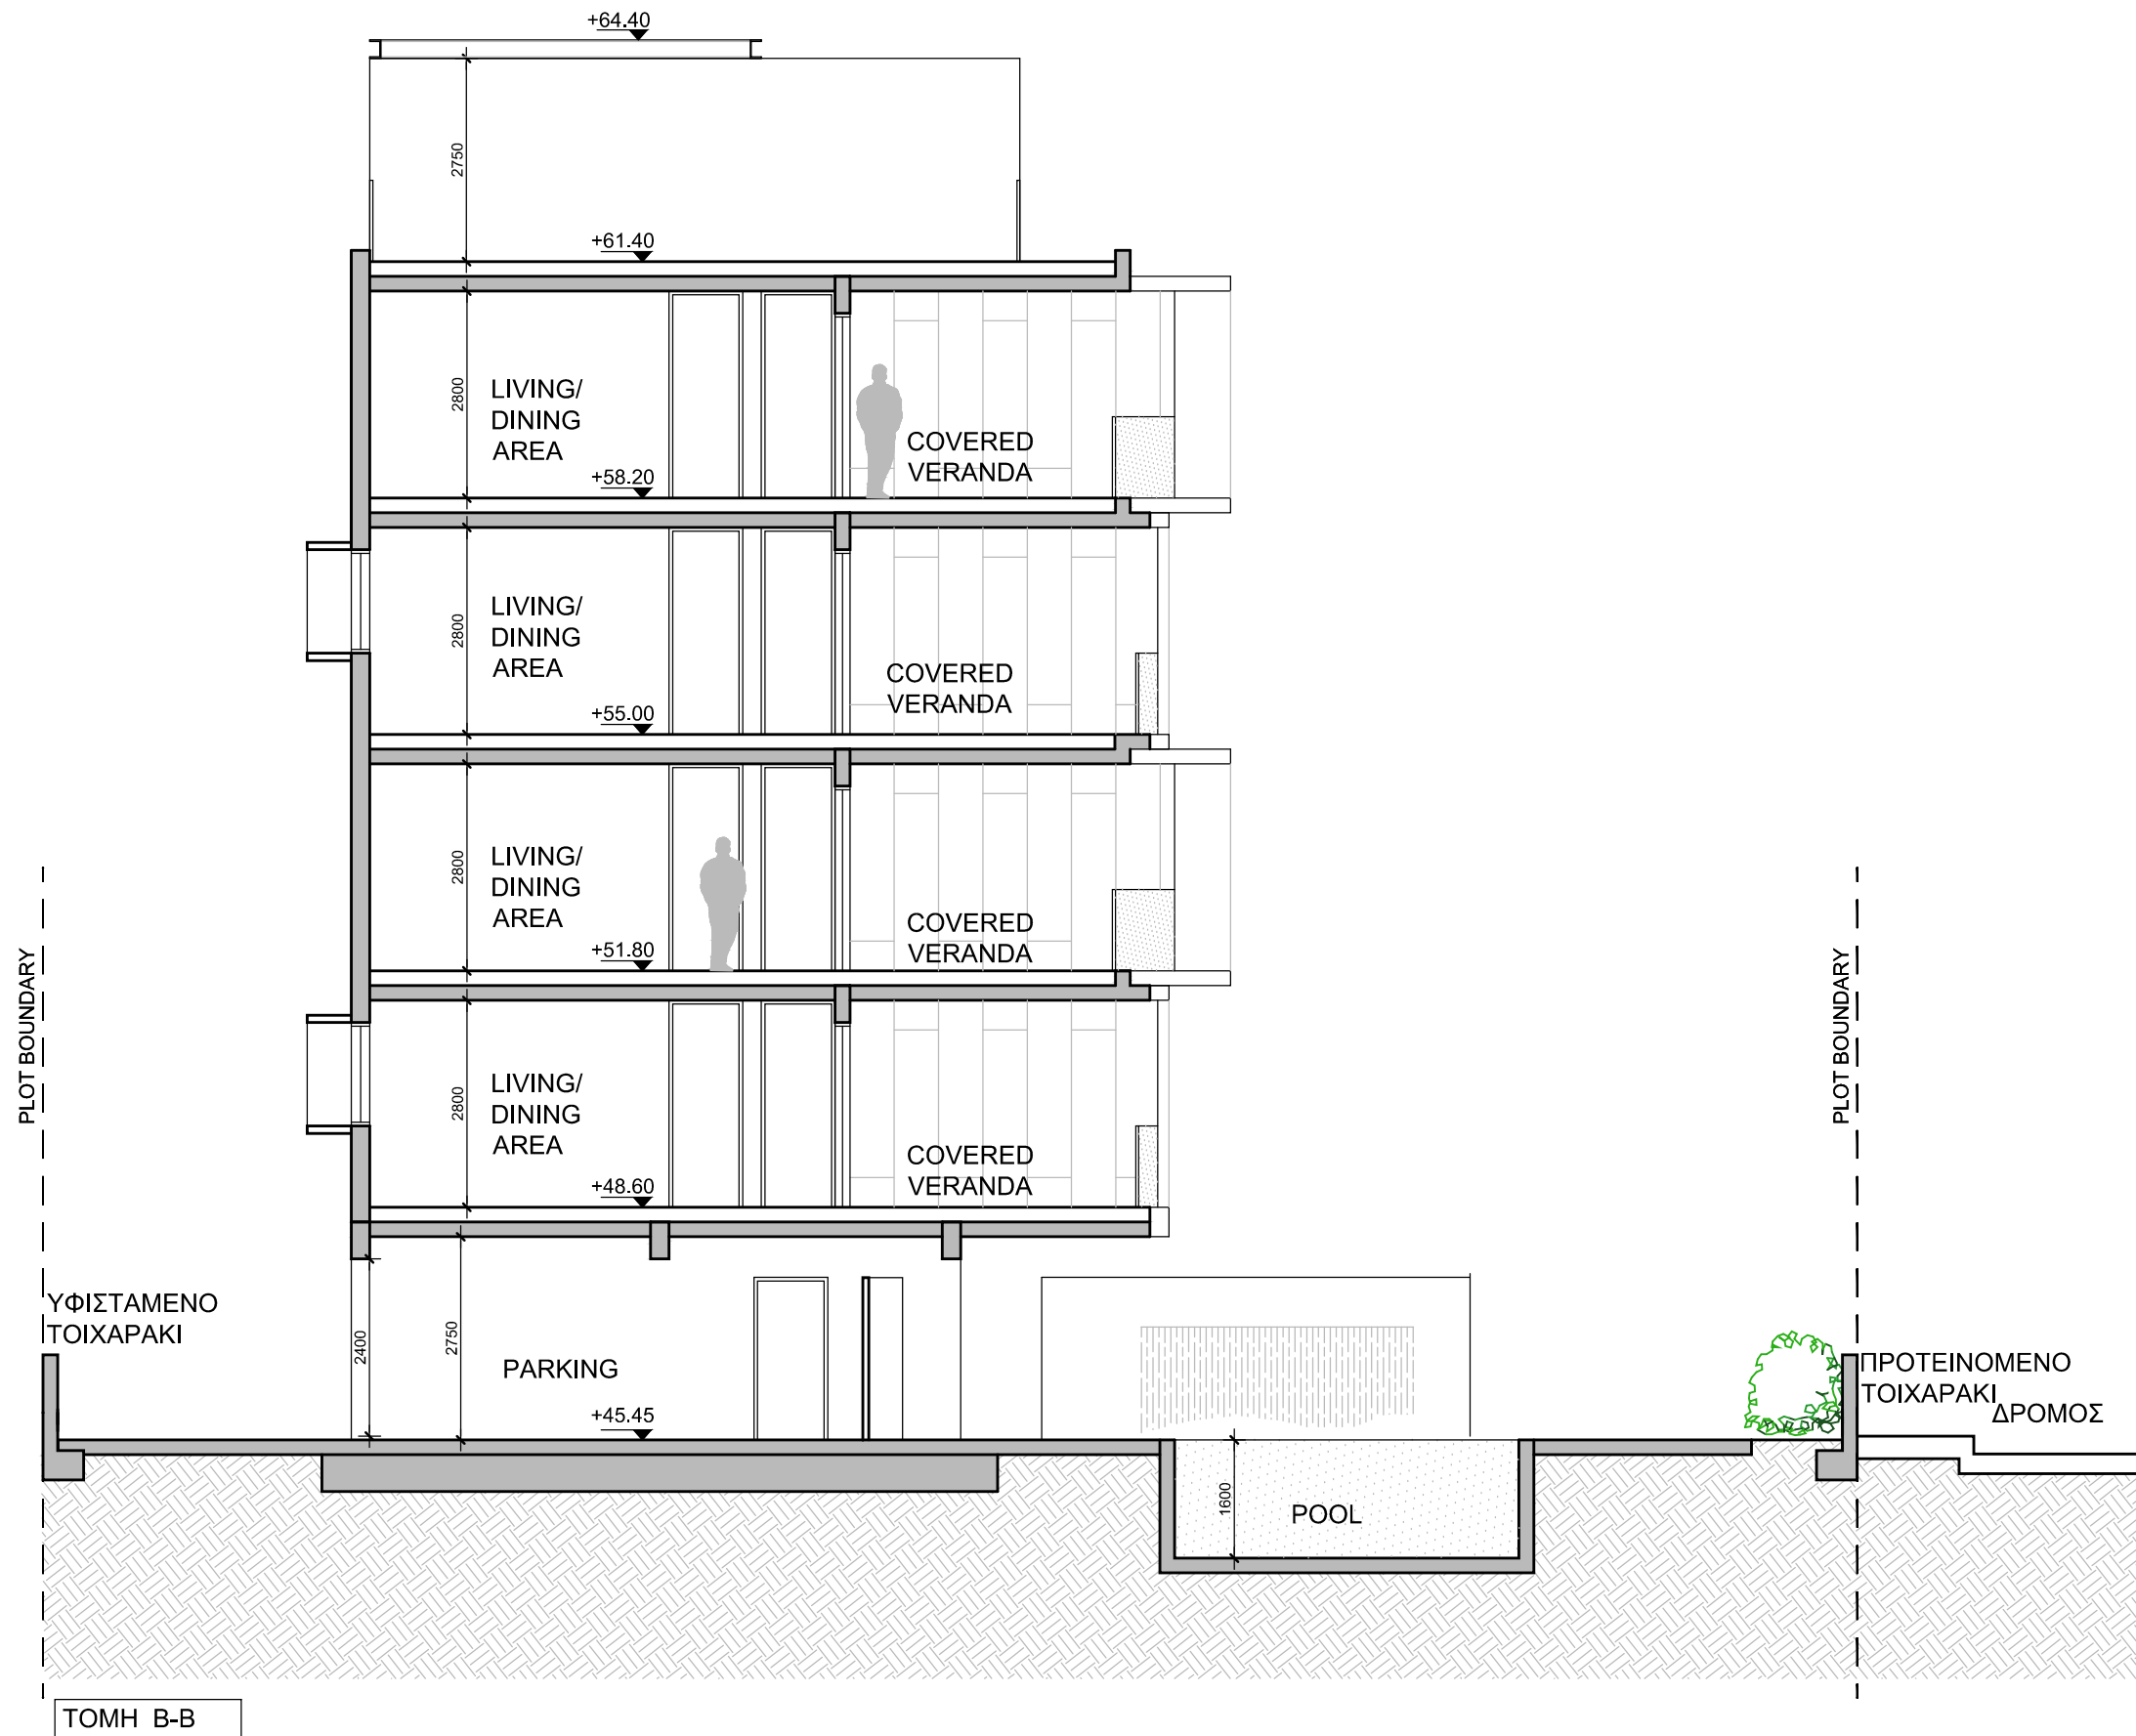 +64.40
2750
+61.40
2800
LIVING/
DINING
AREA
COVERED
VERANDA
+58.20
2800
LIVING/
DINING
AREA
COVERED
VERANDA
+55.00
2800
LIVING/
DINING
AREA
COVERED
VERANDA
+51.80
PLOT BOUNDARY
PLOT BOUNDARY
2800
LIVING/
DINING
AREA
COVERED
VERANDA
+48.60
ΥΦΙΣΤΑΜΕΝΟ
ΤΟΙΧΑΡΑΚΙ
2400
2750
PARKING
+45.45
ΠΡΟΤΕΙΝΟΜΕΝΟ
ΤΟΙΧΑΡΑΚΙ
ΔΡΟΜΟΣ
1600
POOL
ΤΟΜΗ Β-Β